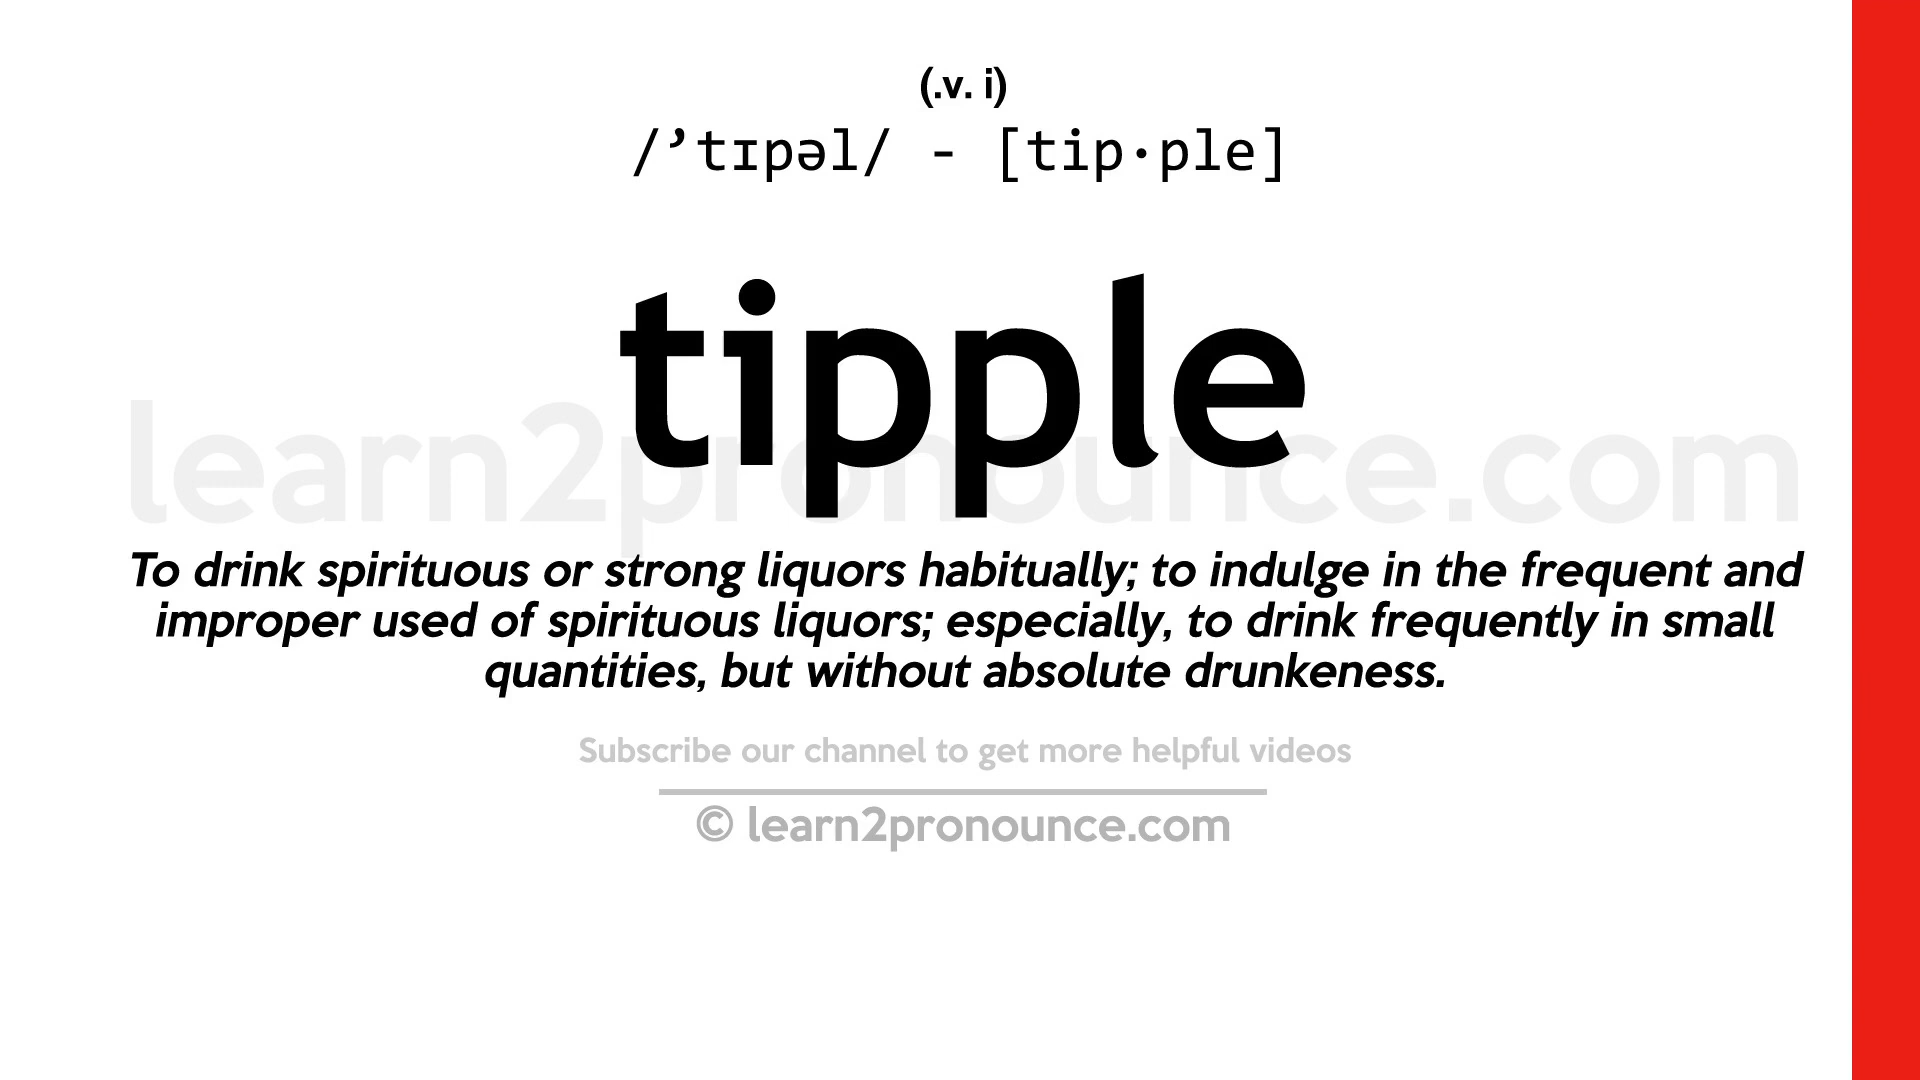 (.v. i)
/’tɪpəl/ - [tip·ple]
tipple
learn2pronounce.com
To drink spirituous or strong liquors habitually; to indulge in the frequent and
improper used of spirituous liquors; especially, to drink frequently in small
quantities, but without absolute drunkeness.
Subscribe our channel to get more helpful videos
© learn2pronounce.com